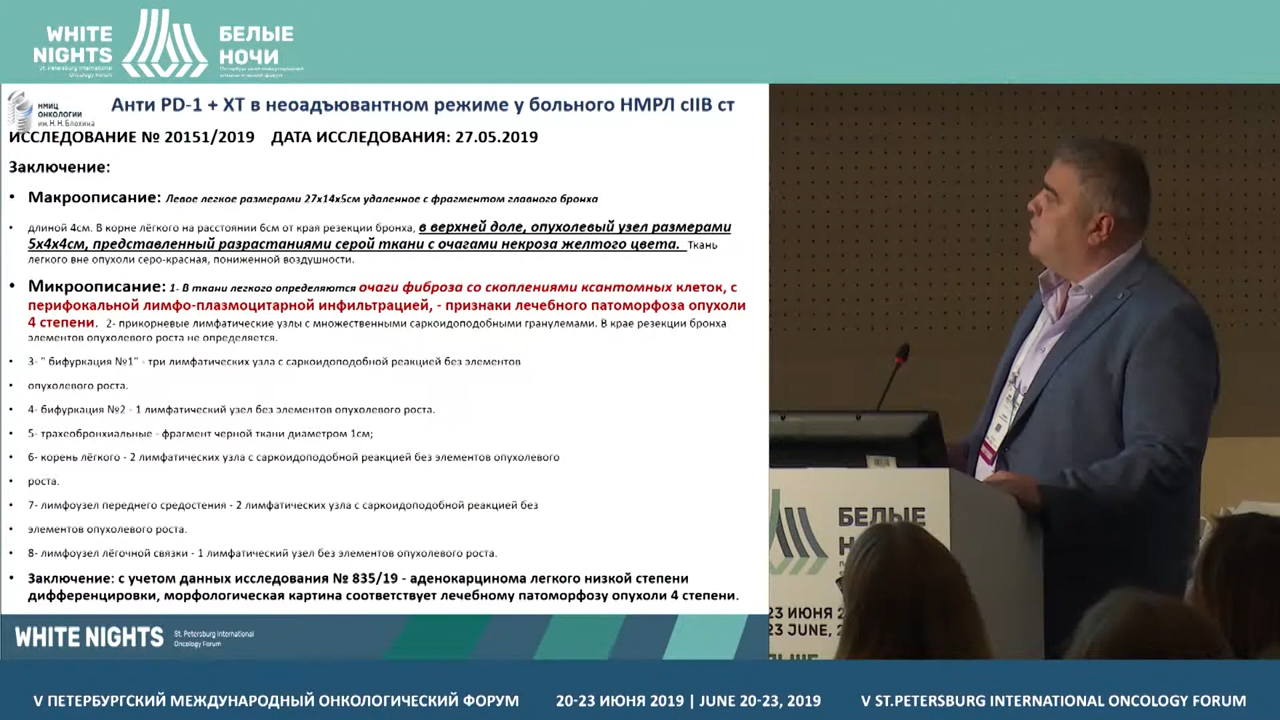 WHITE NIGHTS
St. Petersburg International
Oncology Forum
БЕЛЫЕ НОЧИ
НМИЦ
ОНКОЛОГИИ
им. Н. Н. Блохина
Анти PD-1 + ХТ в неоадъювантном режиме у больного НМРЛ cIIB ст
ИССЛЕДОВАНИЕ № 20151/2019 ДАТА ИССЛЕДОВАНИЯ: 27.05.2019
Заключение:
• Макроописание: Левое легкое размерами 27х14х5см удаленное с фрагментом главного бронха
• длиной 4см. В корне лёгкого на расстоянии 6см от края резекции бронха, в верхней доле, опухолевый узел размерами
5х4х4см, представленный разрастаниями серой ткани с очагами некроза желтого цвета. Ткань
легкого вне опухоли серо-красная, пониженной воздушности.
• Микроописание: 1- В ткани легкого определяются очаги фиброза со скоплениями ксантомных клеток, с
перифокальной лимфо-плазмоцитарной инфильтрацией, - признаки лечебного патоморфоза опухоли
4 степени. 2- прикорневые лимфатические узлы с множественными саркоидоподобными гранулемами. В крае резекции бронха
элементов опухолевого роста не определяется.
• 3- " бифуркация №1" - три лимфатических узла с саркоидоподобной реакцией без элементов
• опухолевого роста.
• 4- бифуркация №2 - 1 лимфатический узел без элементов опухолевого роста.
• 5- трахеобронхиальные - фрагмент черной ткани диаметром 1см;
• 6- корень лёгкого - 2 лимфатических узла с саркоидоподобной реакцией без элементов опухолевого
• роста.
• 7- лимфоузел переднего средостения - 2 лимфатических узла с саркоидоподобной реакцией без
• элементов опухолевого роста.
• 8- лимфоузел лёгочной связки - 1 лимфатический узел без элементов опухолевого роста.
• Заключение: с учетом данных исследования № 835/19 - аденокарцинома легкого низкой степени
дифференцировки, морфологическая картина соответствует лечебному патоморфозу опухоли 4 степени.
WHITE NIGHTS
St. Petersburg International
Oncology Forum
БЕЛЫЕ
23 ИЮНЯ 2
23 JUNE, 2
V ПЕТЕРБУРГСКИЙ МЕЖДУНАРОДНЫЙ ОНКОЛОГИЧЕСКИЙ ФОРУМ 20-23 ИЮНЯ 2019 | JUNE 20-23, 2019 V ST.PETERSBURG INTERNATIONAL ONCOLOGY FORUM